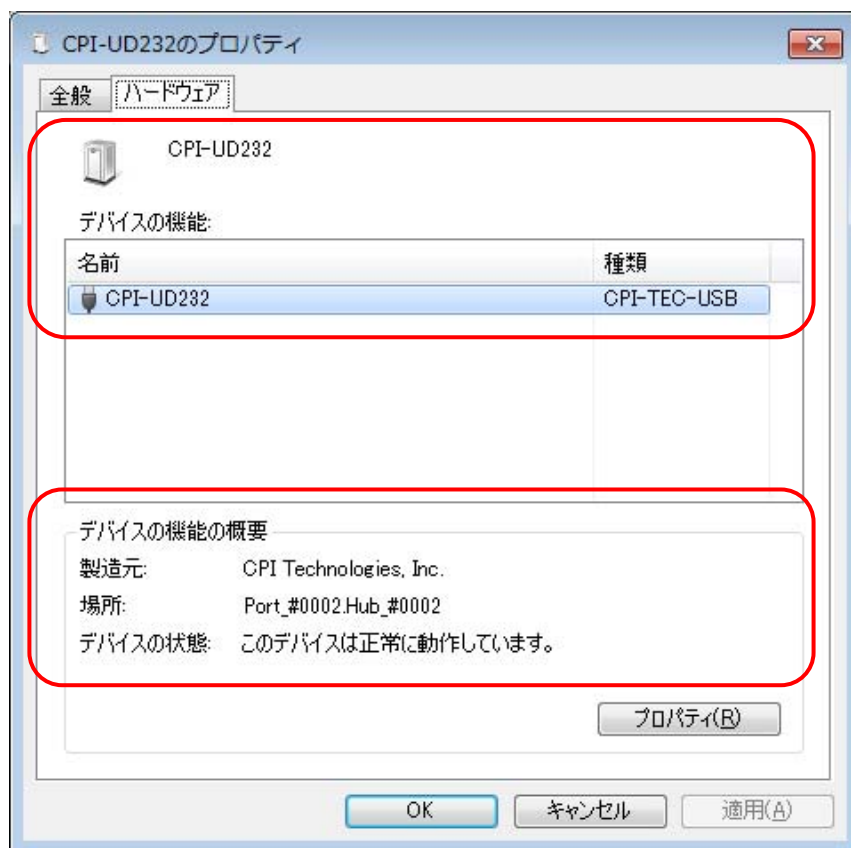 CPI-UD232のプロパティ
全般 ハードウェア
CPI-UD232
デバイスの機能:
名前 種類
CPI-UD232 CPI-TEC-USB
デバイスの機能の概要
製造元: CPI Technologies, Inc.
場所: Port_#0002.Hub_#0002
デバイスの状態: このデバイスは正常に動作しています。
プロパティ(R)
OK キャンセル 適用(A)